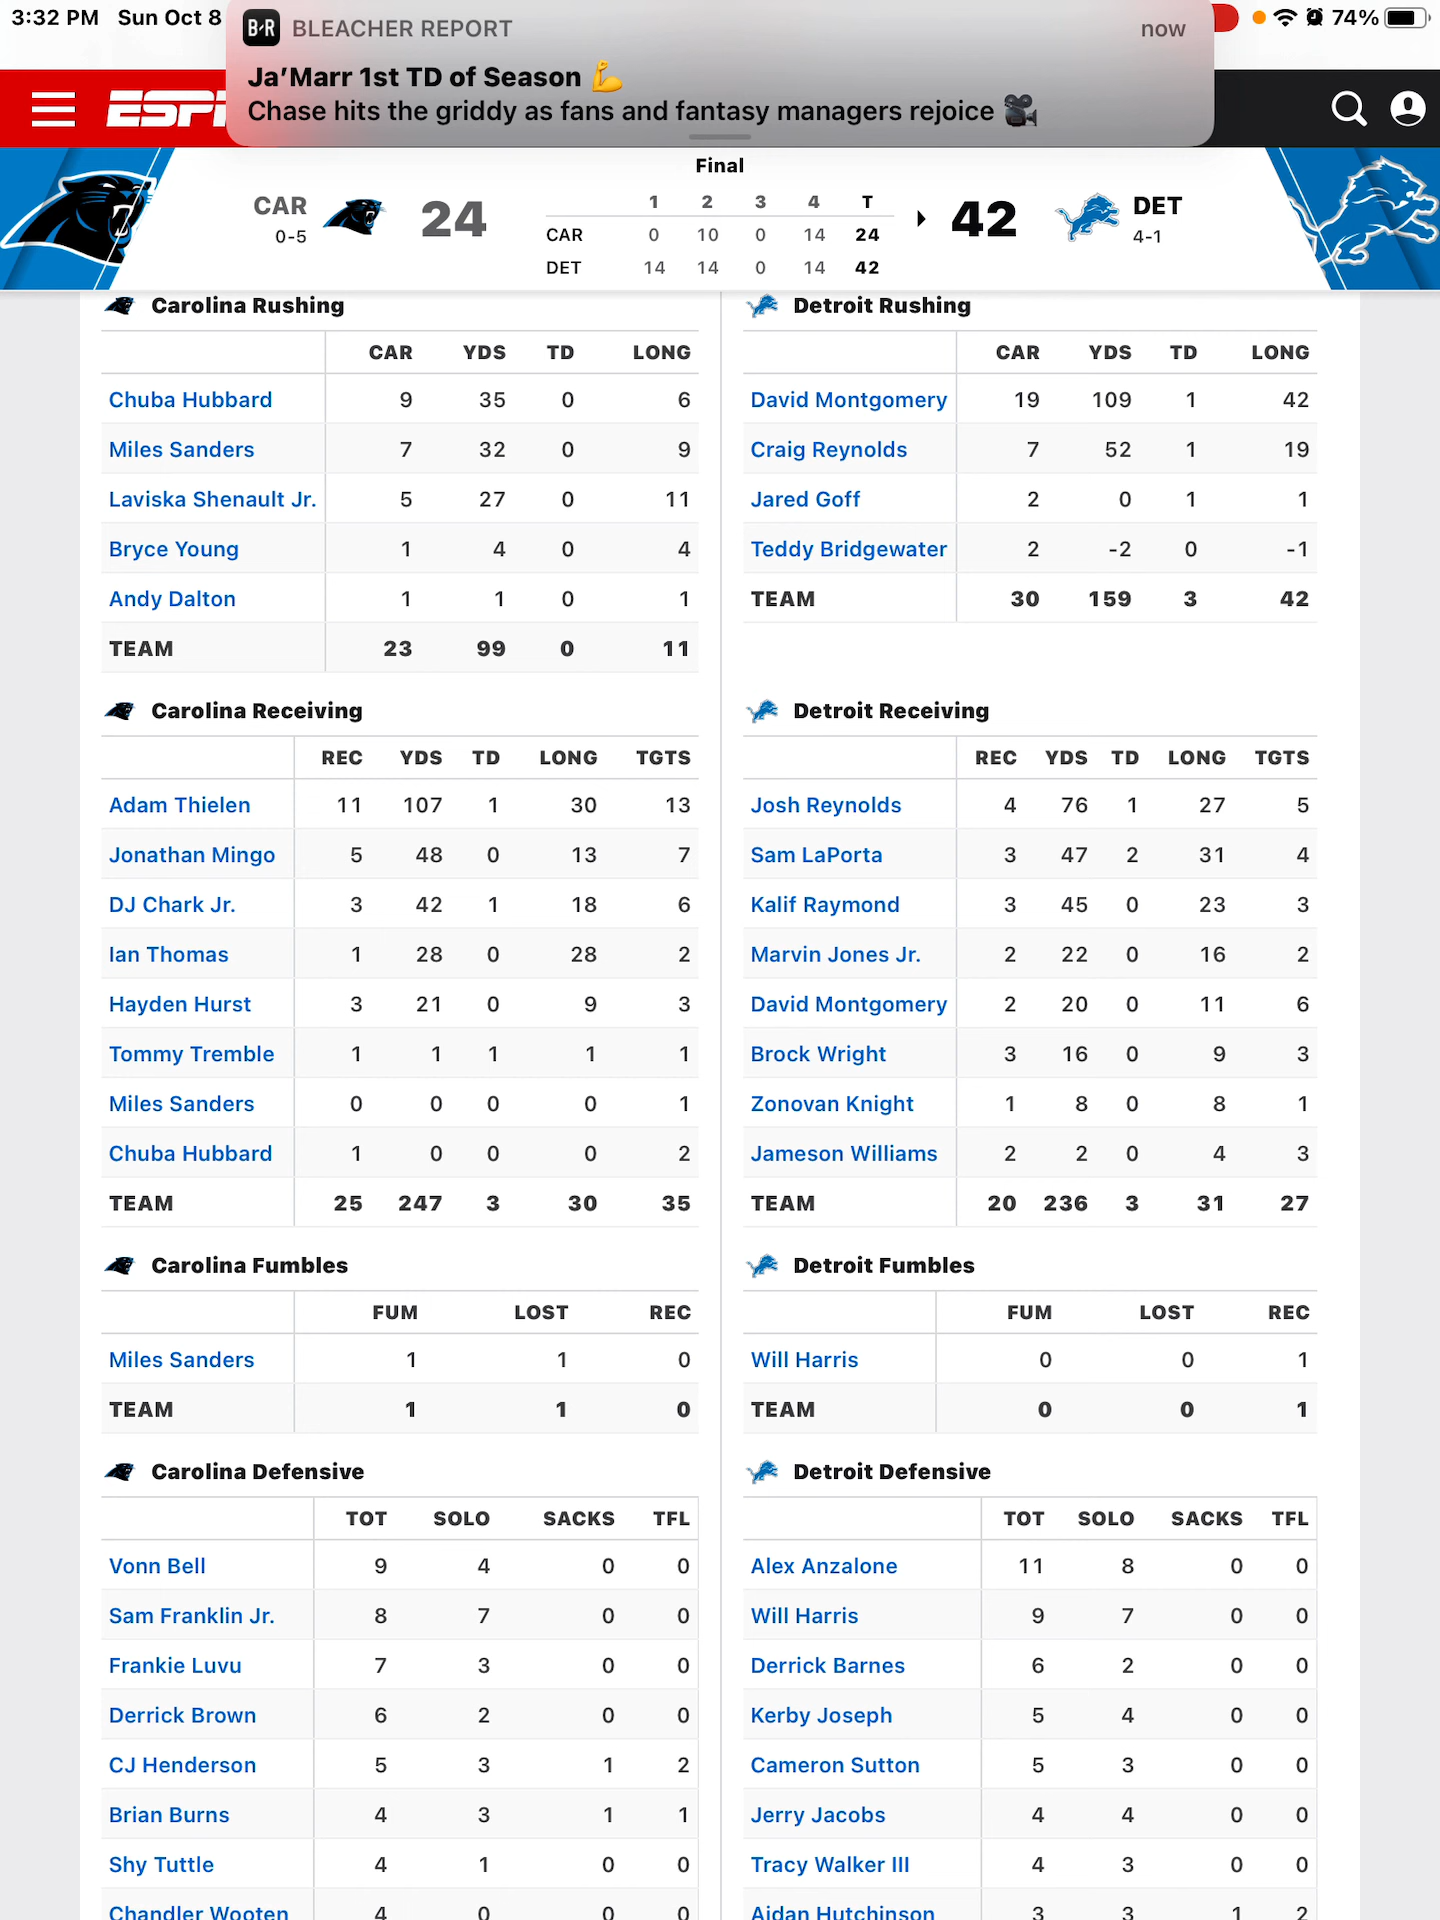 3:32 PM Sun Oct 8
74%
B·R BLEACHER REPORT now
Ja’Marr 1st TD of Season 💪
Chase hits the griddy as fans and fantasy managers rejoice 🎥
Final
1 2 3 4 T
CAR 0 10 0 14 24
DET 14 14 0 14 42
CAR 24
0-5
42 DET
4-1
Carolina Rushing
CAR YDS TD LONG
Chuba Hubbard 9 35 0 6
Miles Sanders 7 32 0 9
Laviska Shenault Jr. 5 27 0 11
Bryce Young 1 4 0 4
Andy Dalton 1 1 0 1
TEAM 23 99 0 11
Detroit Rushing
CAR YDS TD LONG
David Montgomery 19 109 1 42
Craig Reynolds 7 52 1 19
Jared Goff 2 0 1 1
Teddy Bridgewater 2 -2 0 -1
TEAM 30 159 3 42
Carolina Receiving
REC YDS TD LONG TGTS
Adam Thielen 11 107 1 30 13
Jonathan Mingo 5 48 0 13 7
DJ Chark Jr. 3 42 1 18 6
Ian Thomas 1 28 0 28 2
Hayden Hurst 3 21 0 9 3
Tommy Tremble 1 1 1 1 1
Miles Sanders 0 0 0 0 1
Chuba Hubbard 1 0 0 0 2
TEAM 25 247 3 30 35
Detroit Receiving
REC YDS TD LONG TGTS
Josh Reynolds 4 76 1 27 5
Sam LaPorta 3 47 2 31 4
Kalif Raymond 3 45 0 23 3
Marvin Jones Jr. 2 22 0 16 2
David Montgomery 2 20 0 11 6
Brock Wright 3 16 0 9 3
Zonovan Knight 1 8 0 8 1
Jameson Williams 2 2 0 4 3
TEAM 20 236 3 31 27
Carolina Fumbles
FUM LOST REC
Miles Sanders 1 1 0
TEAM 1 1 0
Detroit Fumbles
FUM LOST REC
Will Harris 0 0 1
TEAM 0 0 1
Carolina Defensive
TOT SOLO SACKS TFL
Vonn Bell 9 4 0 0
Sam Franklin Jr. 8 7 0 0
Frankie Luvu 7 3 0 0
Derrick Brown 6 2 0 0
CJ Henderson 5 3 1 2
Brian Burns 4 3 1 1
Shy Tuttle 4 1 0 0
Chandler Wooten 4 0 0 0
Detroit Defensive
TOT SOLO SACKS TFL
Alex Anzalone 11 8 0 0
Will Harris 9 7 0 0
Derrick Barnes 6 2 0 0
Kerby Joseph 5 4 0 0
Cameron Sutton 5 3 0 0
Jerry Jacobs 4 4 0 0
Tracy Walker III 4 3 0 0
Aidan Hutchinson 3 3 1 2